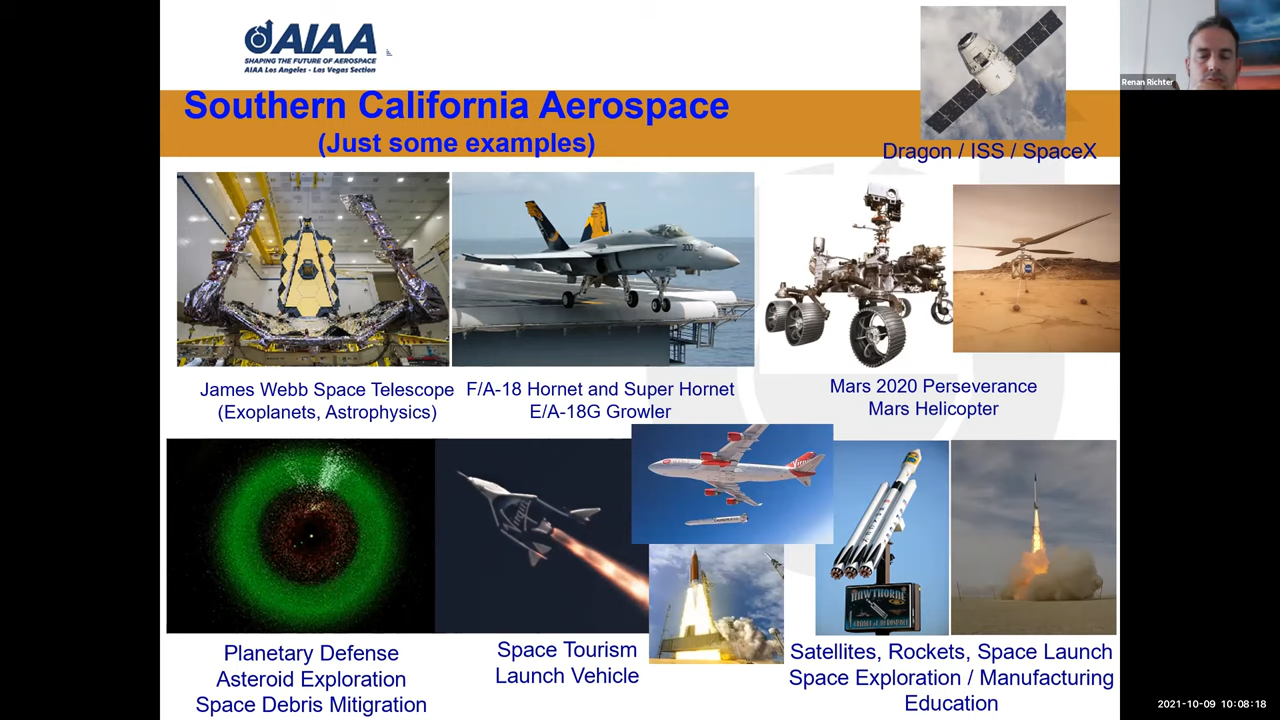 AIAA
SHAPING THE FUTURE OF AEROSPACE
AIAA Los Angeles - Las Vegas Section
Renan Richter
Southern California Aerospace
(Just some examples)
Dragon / ISS / SpaceX
James Webb Space Telescope
(Exoplanets, Astrophysics)
F/A-18 Hornet and Super Hornet
E/A-18G Growler
Mars 2020 Perseverance
Mars Helicopter
Virgin
HAWTHORNE
Planetary Defense
Asteroid Exploration
Space Debris Mitigration
Space Tourism
Launch Vehicle
Satellites, Rockets, Space Launch
Space Exploration / Manufacturing
Education
2021-10-09 10:08:18